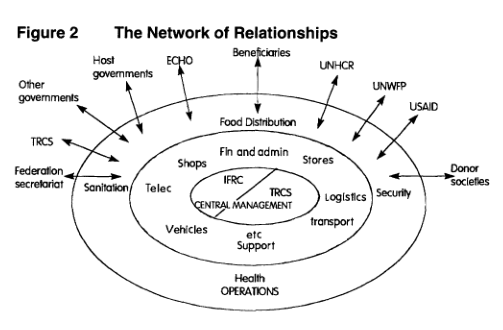 Figure 2 The Network of Relationships
Beneficiaries
Host
governments
ECHO
UNHCR
Other
governments
UNWFP
USAID
TRCS
Food Distribution
Federation
secretariat
Sanitation
Fin and admin
Shops
Stores
Telec
IFRC
TRCS
CENTRAL MANAGEMENT
Logistics
Security
Donor
societies
transport
Vehicles
etc
Support
Health
OPERATIONS